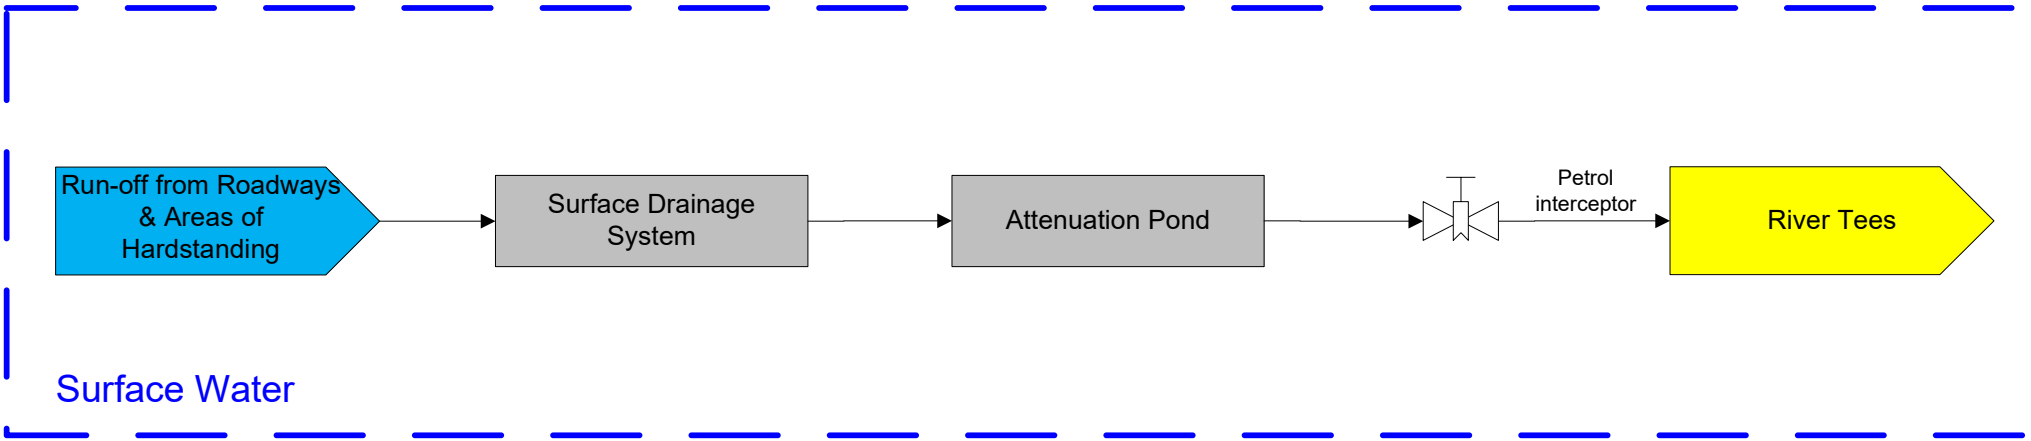 Run-off from Roadways
& Areas of
Hardstanding
Surface Drainage
System
Attenuation Pond
Petrol
interceptor
River Tees
Surface Water